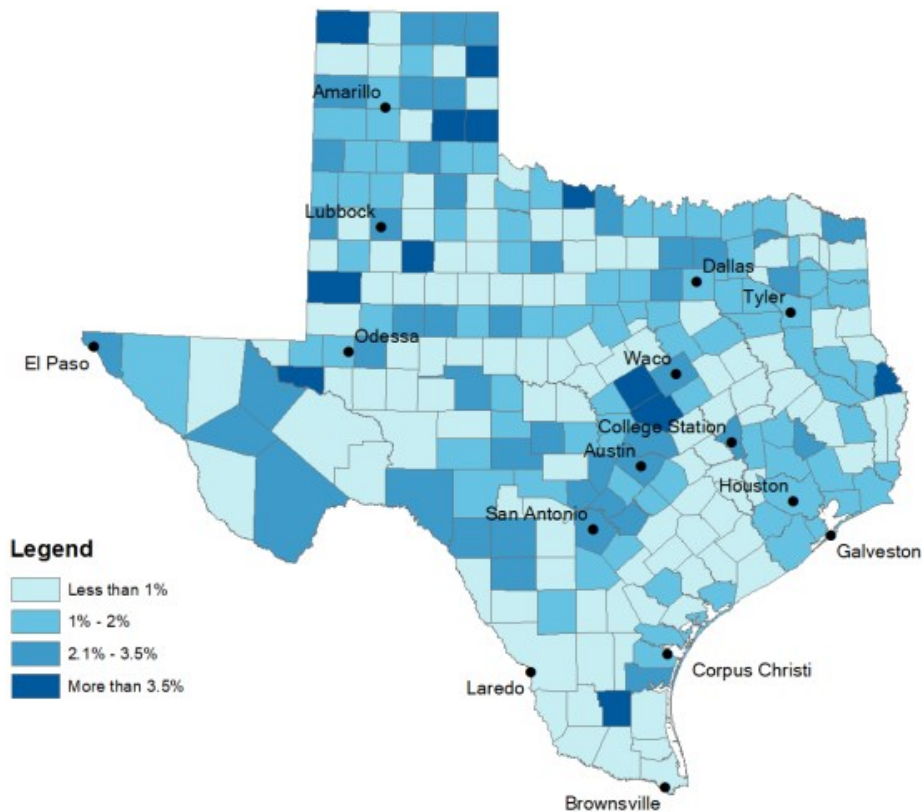 Amarillo
Lubbock
Dallas
Tyler
Odessa
El Paso
Waco
College Station
Austin
Houston
San Antonio
Galveston
Legend
Less than 1%
1% - 2%
2.1% - 3.5%
More than 3.5%
Corpus Christi
Laredo
Brownsville